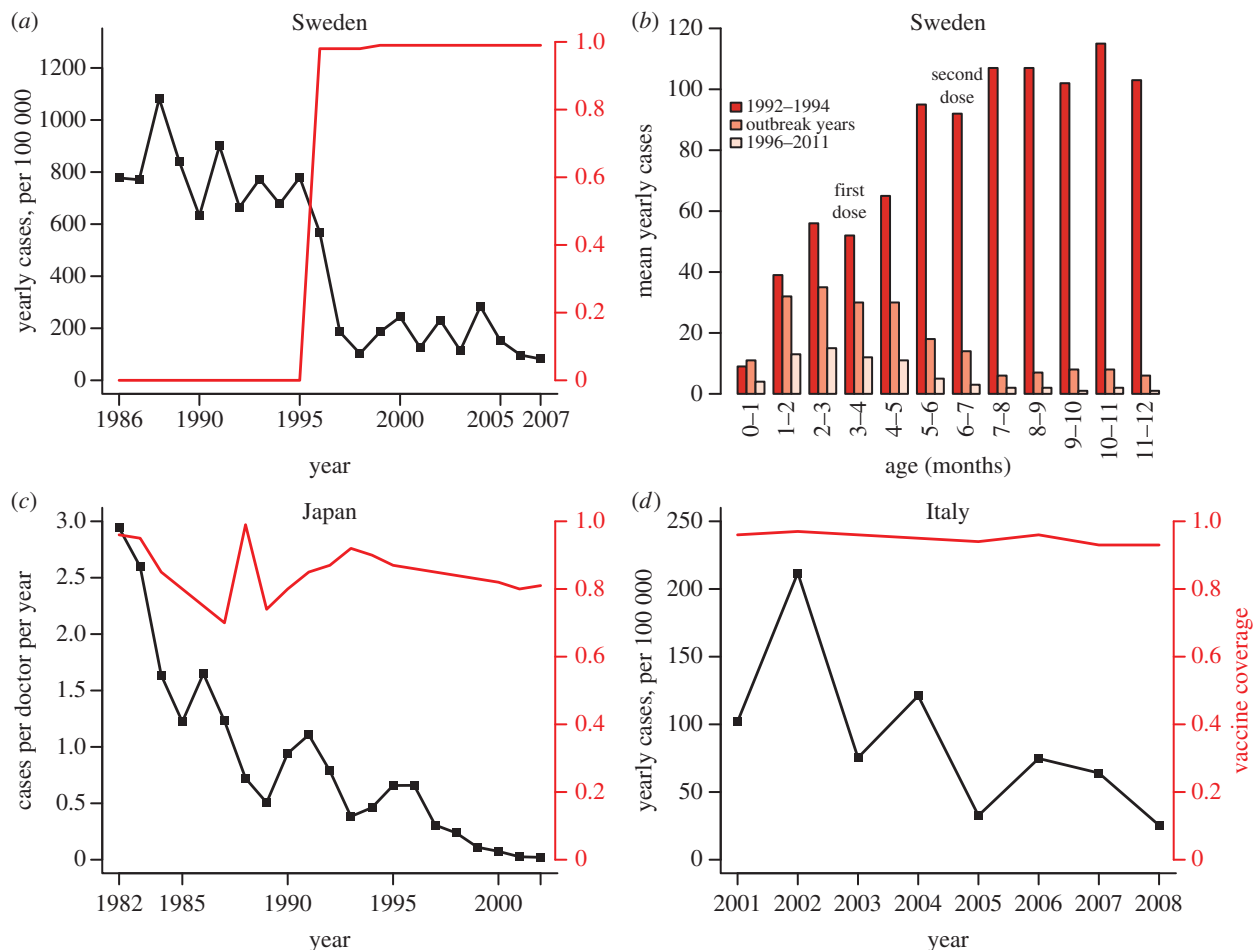 (a) Sweden
yearly cases, per 100 000
1200
1000
800
600
400
200
0
1.0
0.8
0.6
0.4
0.2
0
1986 1990 1995 2000 2005 2007
year
(b) Sweden
mean yearly cases
120
100
80
60
40
20
0
1992–1994
outbreak years
1996–2011
first
dose
second
dose
0–1
1–2
2–3
3–4
4–5
5–6
6–7
7–8
8–9
9–10
10–11
11–12
age (months)
(c) Japan
cases per doctor per year
3.0
2.5
2.0
1.5
1.0
0.5
0
1.0
0.8
0.6
0.4
0.2
0
1982 1985 1990 1995 2000
year
(d) Italy
yearly cases, per 100 000
250
200
150
100
50
0
1.0
0.8
0.6
0.4
0.2
0
vaccine coverage
2001 2002 2003 2004 2005 2006 2007 2008
year